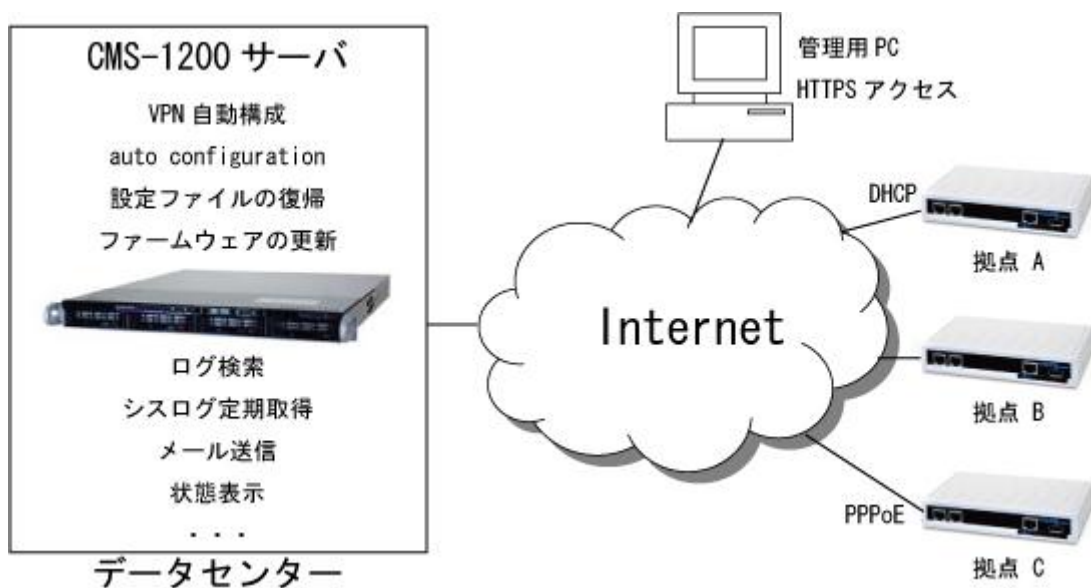 CMS-1200 サーバ
VPN 自動構成
auto configuration
設定ファイルの復帰
ファームウェアの更新
ログ検索
シスログ定期取得
メール送信
状態表示
・・・
データセンター
管理用 PC
HTTPS アクセス
Internet
DHCP
拠点 A
拠点 B
PPPoE
拠点 C